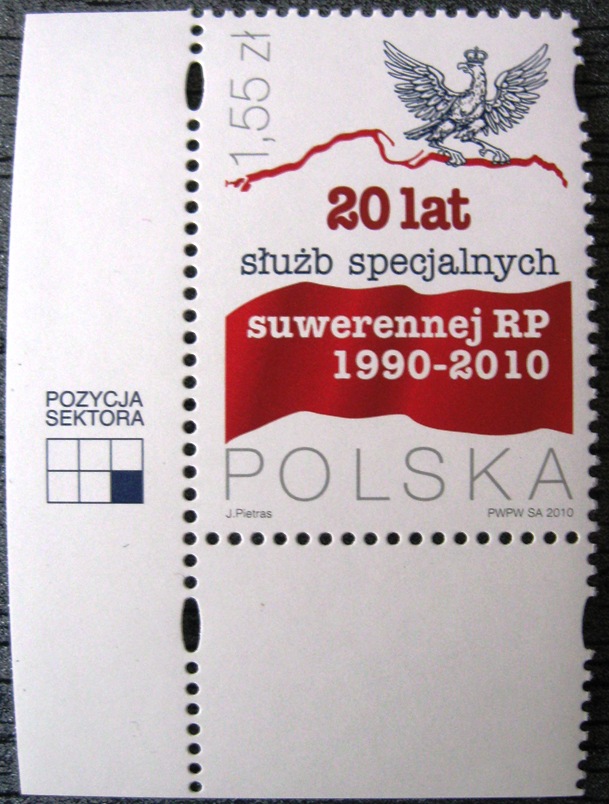 1,55 zł
20 lat
służb specjalnych
suwerennej RP
1990-2010
POLSKA
J.Pietras
PWPW SA 2010
POZYCJA
SEKTORA